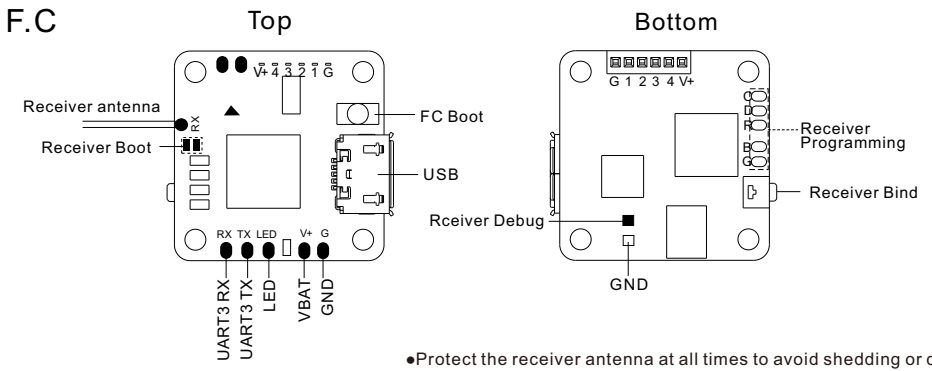 F.C
Top
Bottom
V+ 4 3 2 1 G
G 1 2 3 4 V+
Receiver antenna
RX
Receiver Boot
FC Boot
USB
C
D
R
B
G
Receiver
Programming
Receiver Bind
Rceiver Debug
GND
RX TX LED V+ G
UART3 RX
UART3 TX
LED
VBAT
GND
●Protect the receiver antenna at all times to avoid shedding or